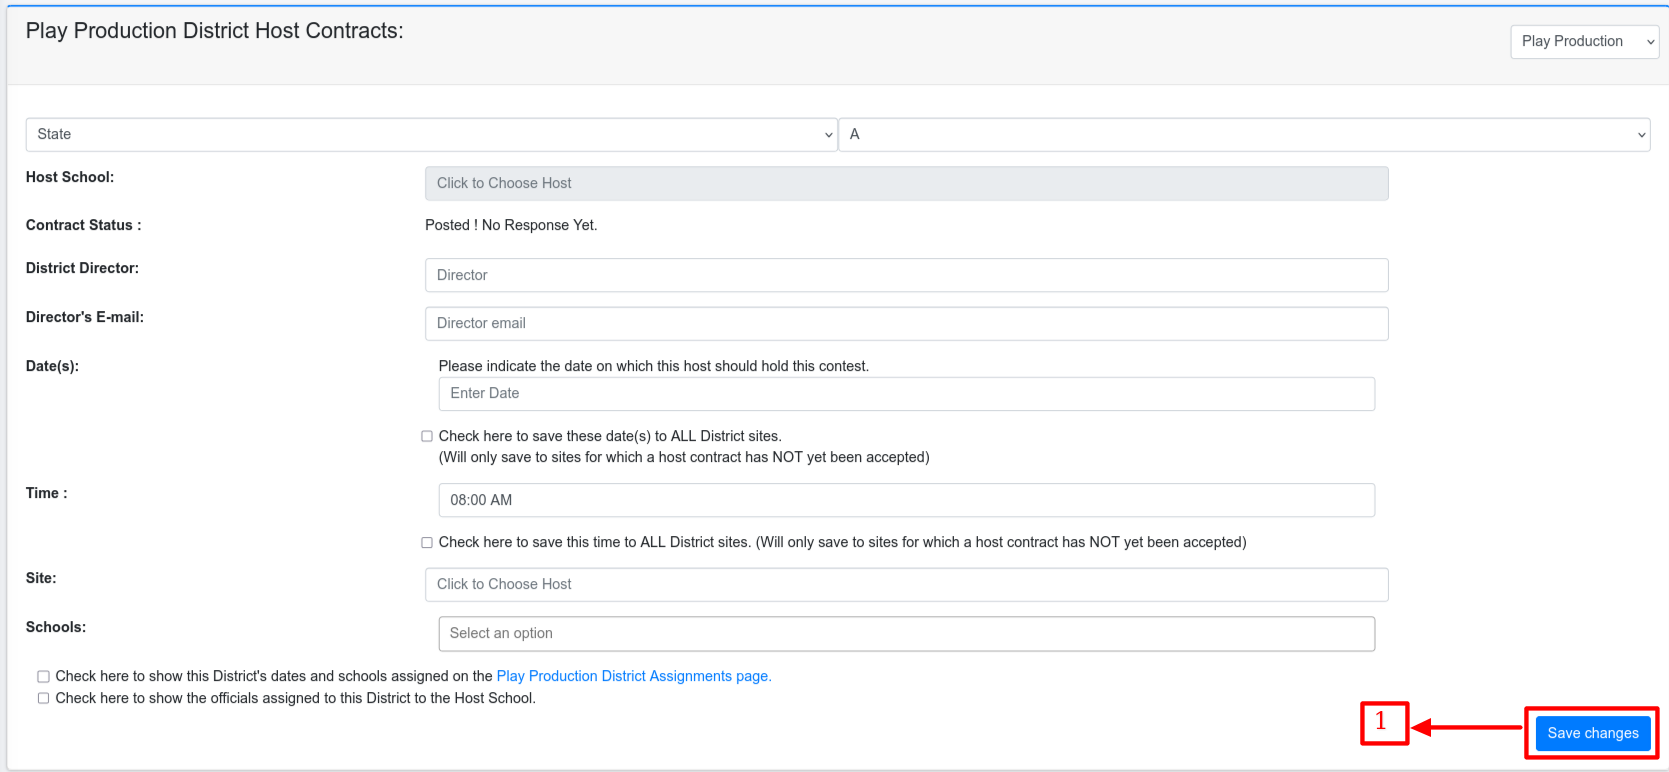 Play Production District Host Contracts:
Play Production
State
A
Host School:
Click to Choose Host
Contract Status :
Posted ! No Response Yet.
District Director:
Director
Director's E-mail:
Director email
Date(s):
Please indicate the date on which this host should hold this contest.
Enter Date
Check here to save these date(s) to ALL District sites.
(Will only save to sites for which a host contract has NOT yet been accepted)
Time :
08:00 AM
Check here to save this time to ALL District sites. (Will only save to sites for which a host contract has NOT yet been accepted)
Site:
Click to Choose Host
Schools:
Select an option
Check here to show this District's dates and schools assigned on the Play Production District Assignments page.
Check here to show the officials assigned to this District to the Host School.
1
Save changes